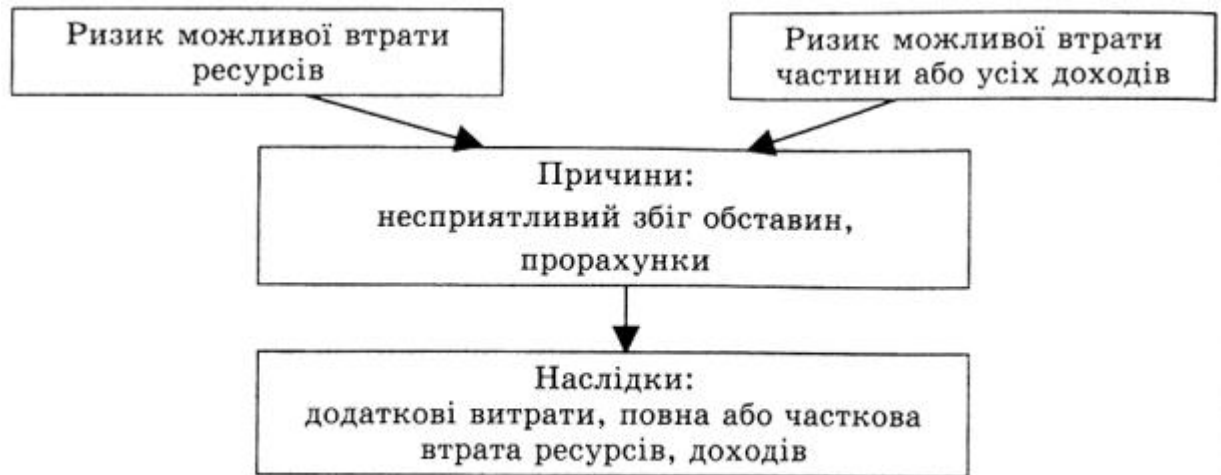 Ризик можливої втрати
ресурсів
Ризик можливої втрати
частини або усіх доходів
Причини:
несприятливий збіг обставин,
прорахунки
Наслідки:
додаткові витрати, повна або часткова
втрата ресурсів, доходів